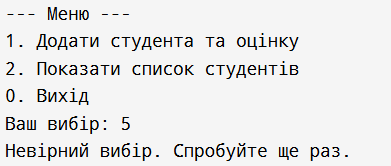 --- Меню ---
1. Додати студента та оцінку
2. Показати список студентів
0. Вихід
Ваш вибір: 5
Невірний вибір. Спробуйте ще раз.